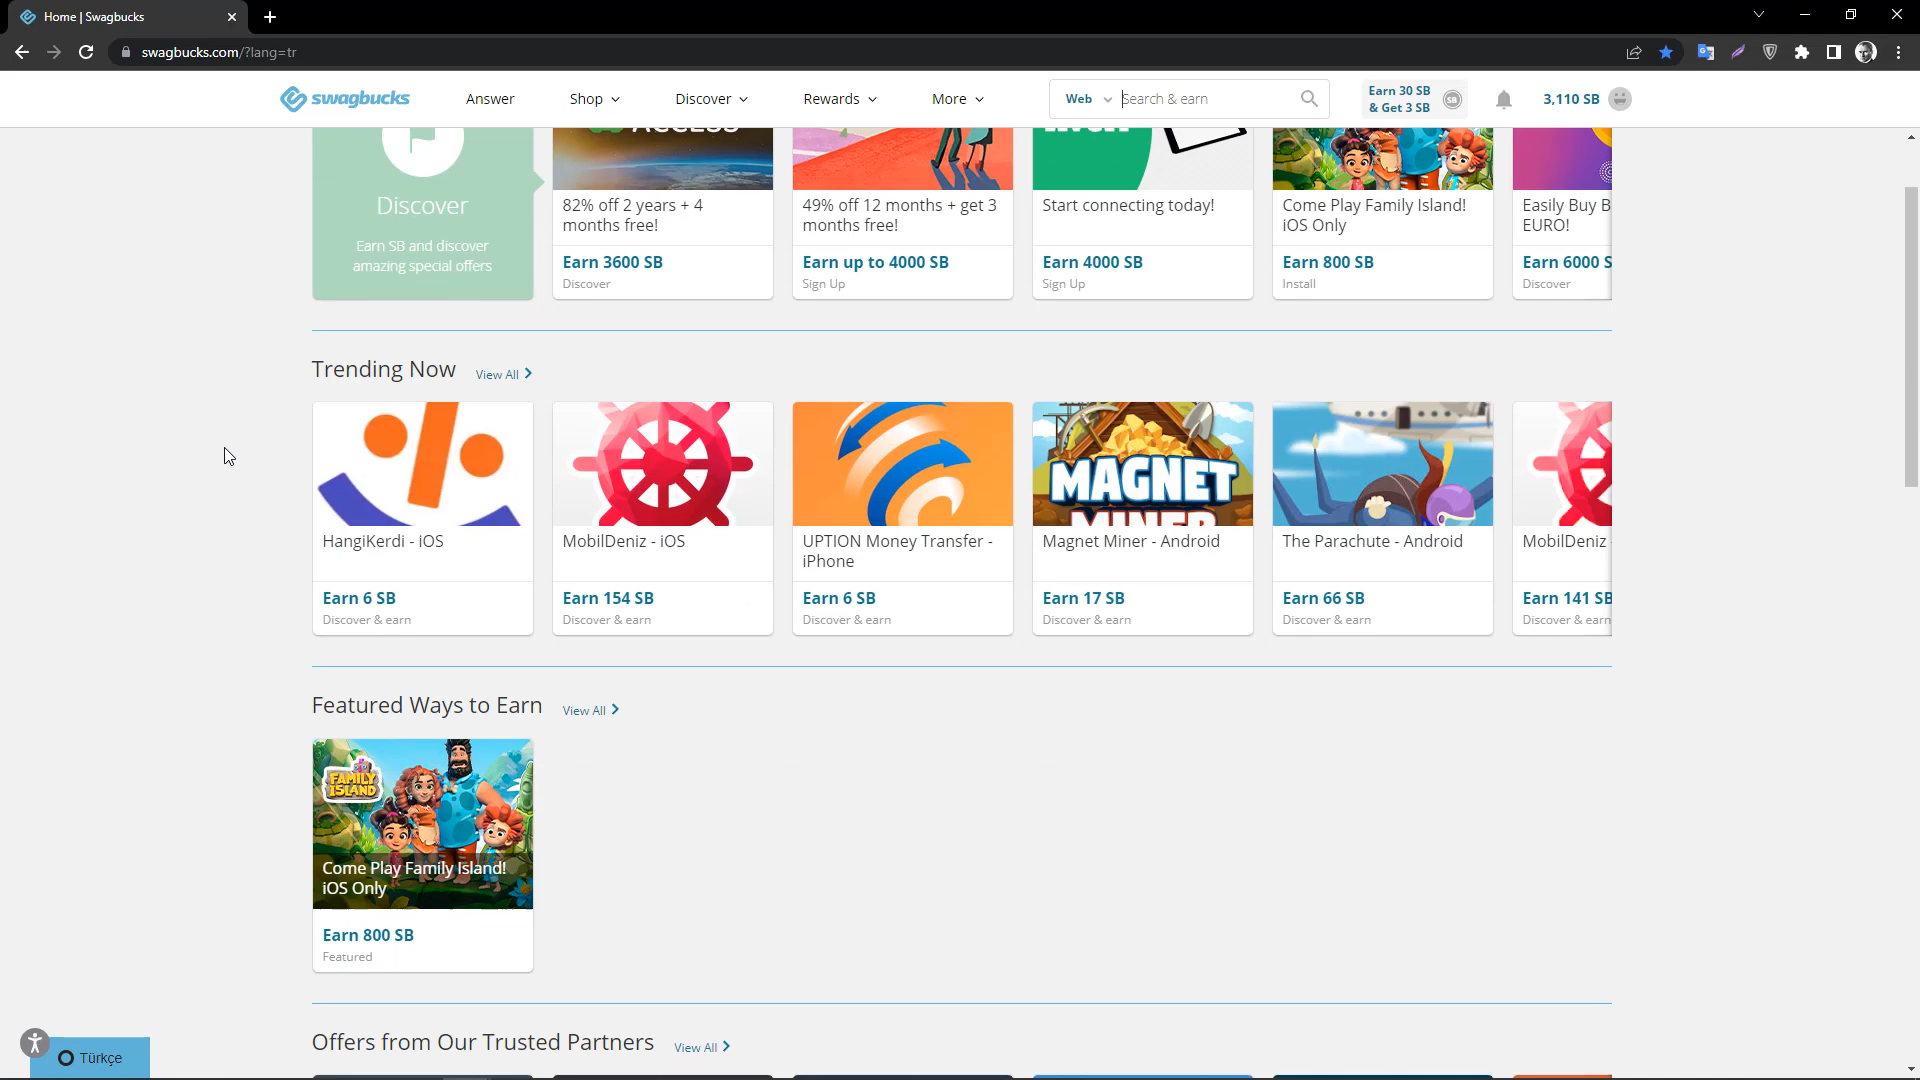 Home | Swagbucks
swagbucks.com/?lang=tr
swagbucks
Answer
Shop
Discover
Rewards
More
Web
Search & earn
Earn 30 SB
& Get 3 SB
SB
3,110 SB
Discover
Earn SB and discover
amazing special offers
ACCESS
82% off 2 years + 4
months free!
Earn 3600 SB
Discover
49% off 12 months + get 3
months free!
Earn up to 4000 SB
Sign Up
Start connecting today!
Earn 4000 SB
Sign Up
Come Play Family Island!
iOS Only
Earn 800 SB
Install
Easily Buy B
EURO!
Earn 6000 S
Discover
Trending Now
View All
HangiKerdi - iOS
Earn 6 SB
Discover & earn
MobilDeniz - iOS
Earn 154 SB
Discover & earn
UPTION Money Transfer -
iPhone
Earn 6 SB
Discover & earn
MAGNET
MINER
Magnet Miner - Android
Earn 17 SB
Discover & earn
The Parachute - Android
Earn 66 SB
Discover & earn
MobilDeniz -
Earn 141 SB
Discover & earn
Featured Ways to Earn
View All
FAMILY
ISLAND
Come Play Family Island!
iOS Only
Earn 800 SB
Featured
Offers from Our Trusted Partners
View All
Türkçe